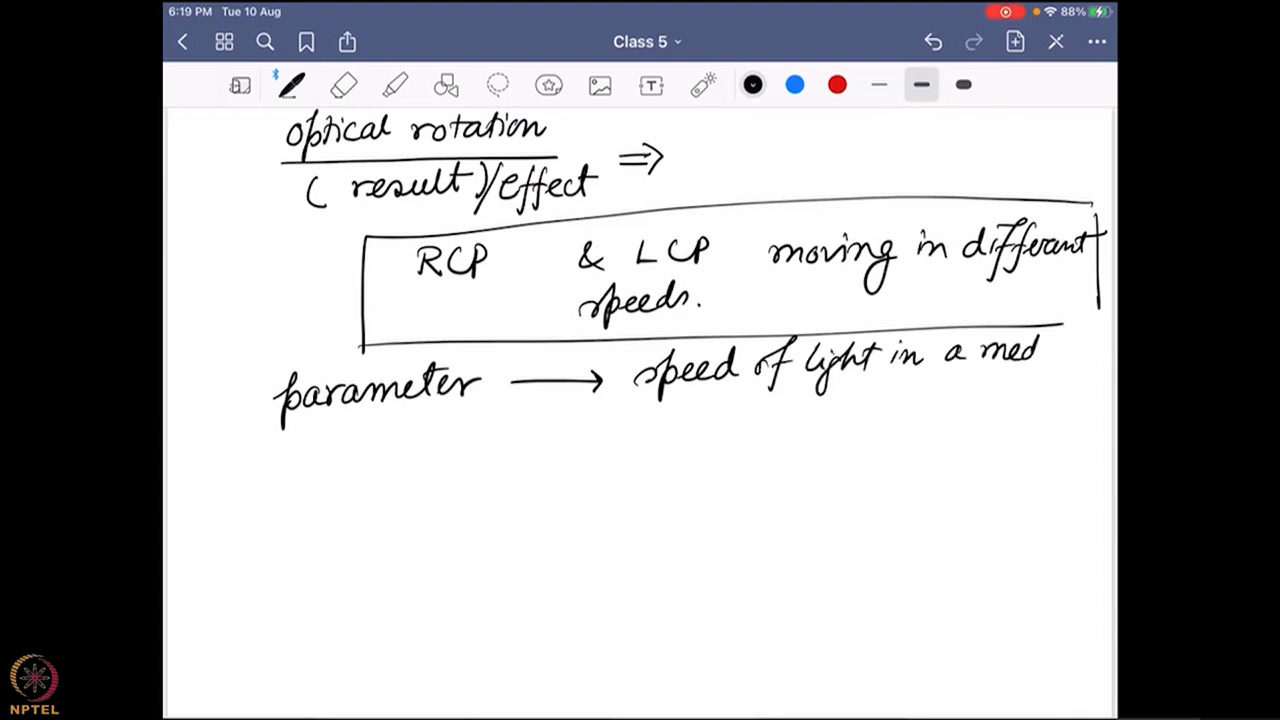 6:19 PM Tue 10 Aug
88%
Class 5
T
optical rotation
( result)/effect ⇒
RCP & LCP moving in differant
speeds.
parameter → speed of light in a med
NPTEL